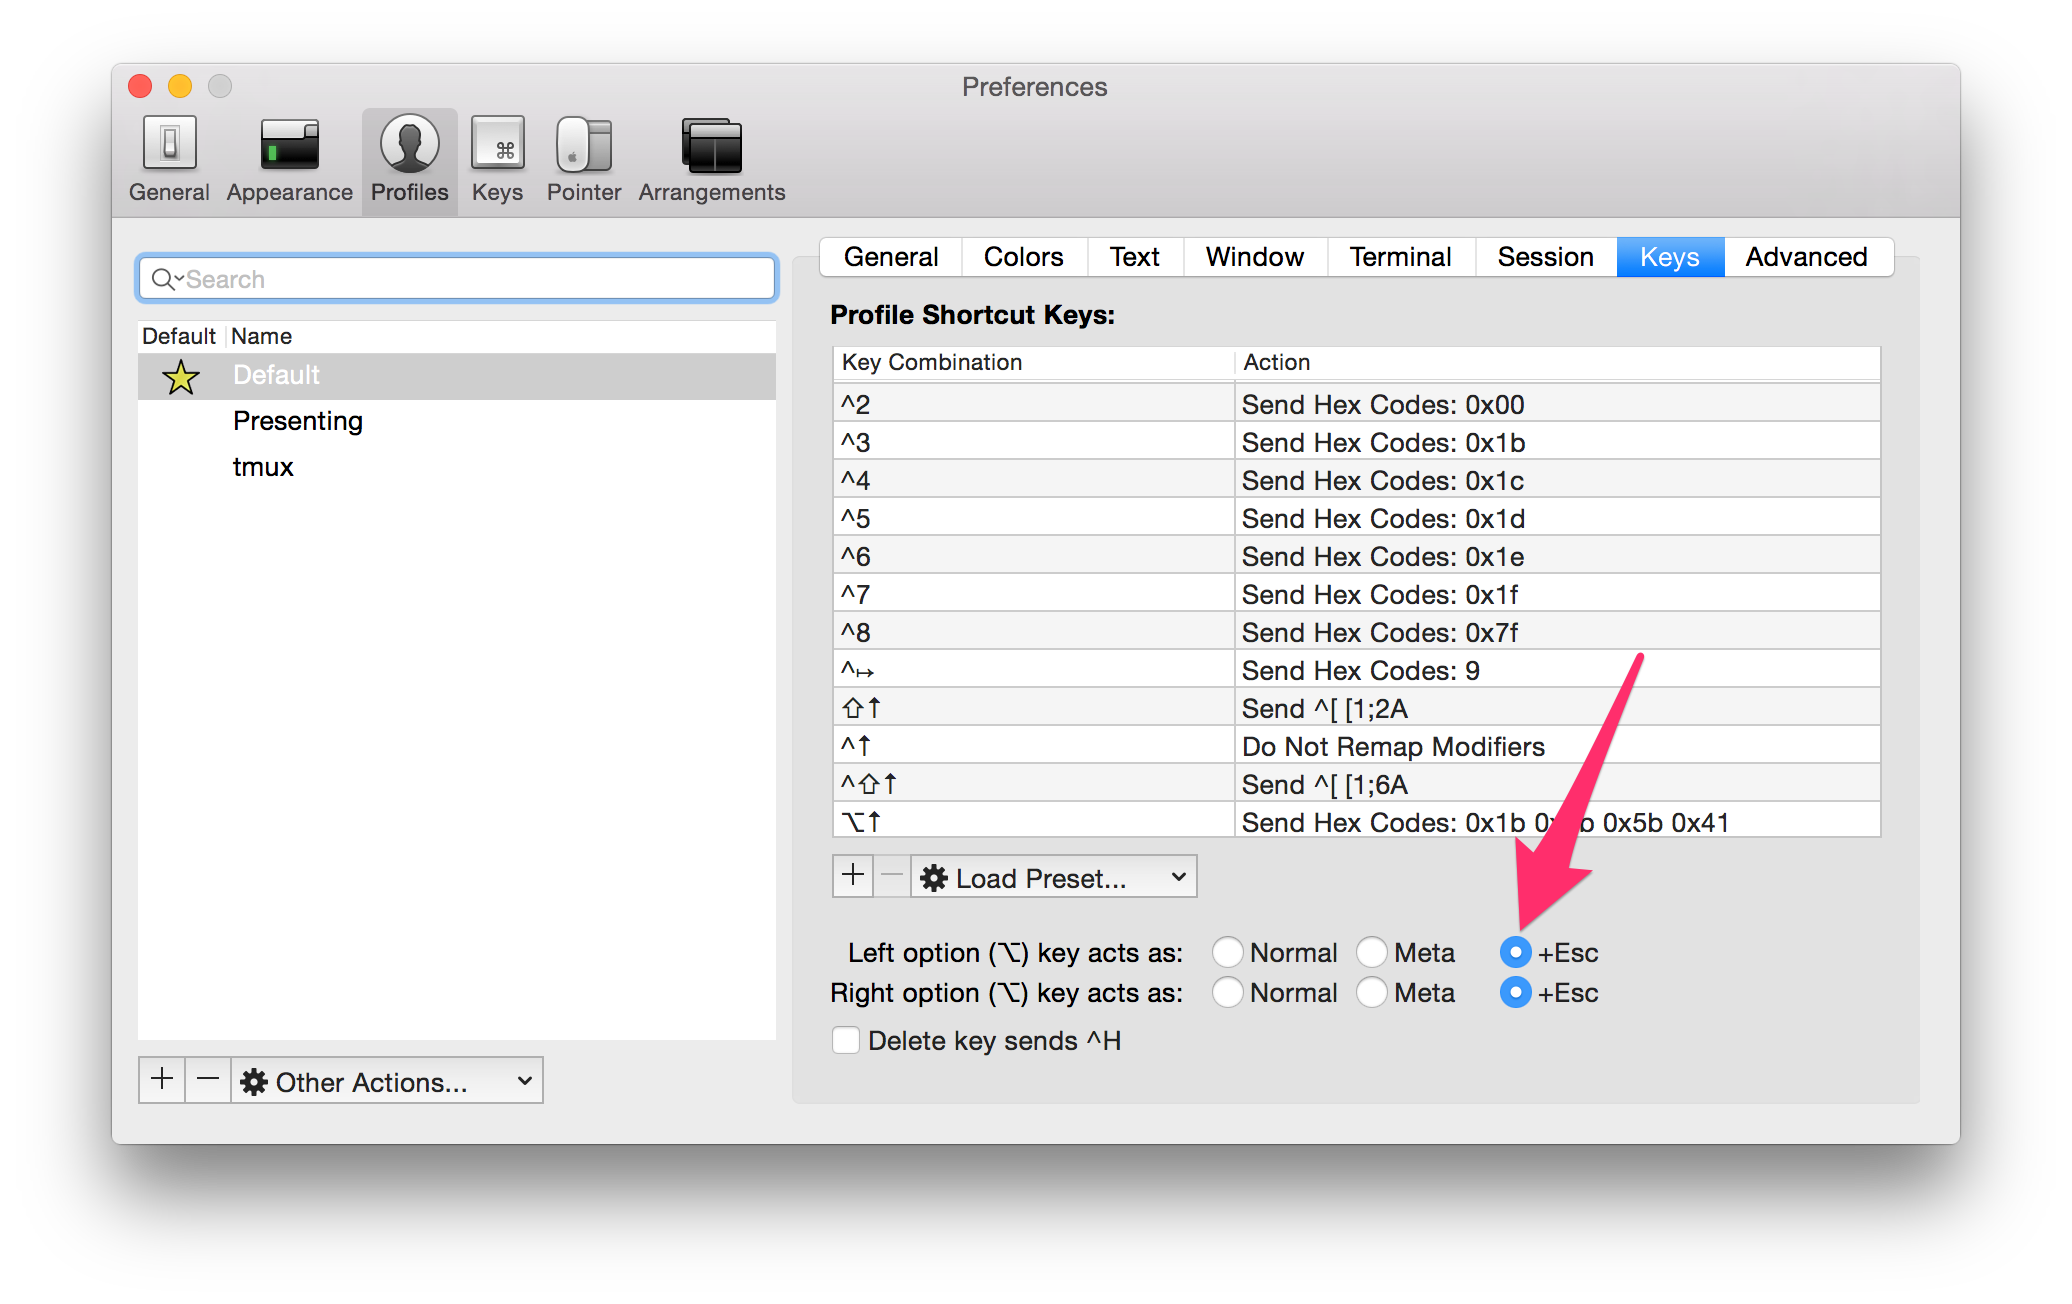 Preferences
General Appearance Profiles Keys Pointer Arrangements
Search
Default Name
Default
Presenting
tmux
Other Actions...
General Colors Text Window Terminal Session Keys Advanced
Profile Shortcut Keys:
Key Combination Action
^2 Send Hex Codes: 0x00
^3 Send Hex Codes: 0x1b
^4 Send Hex Codes: 0x1c
^5 Send Hex Codes: 0x1d
^6 Send Hex Codes: 0x1e
^7 Send Hex Codes: 0x1f
^8 Send Hex Codes: 0x7f
^↦ Send Hex Codes: 9
⇧↑ Send ^[ [1;2A
^↑ Do Not Remap Modifiers
^⇧↑ Send ^[ [1;6A
⌥↑ Send Hex Codes: 0x1b 0x5b 0x41
Load Preset...
Left option (⌥) key acts as: Normal Meta +Esc
Right option (⌥) key acts as: Normal Meta +Esc
Delete key sends ^H